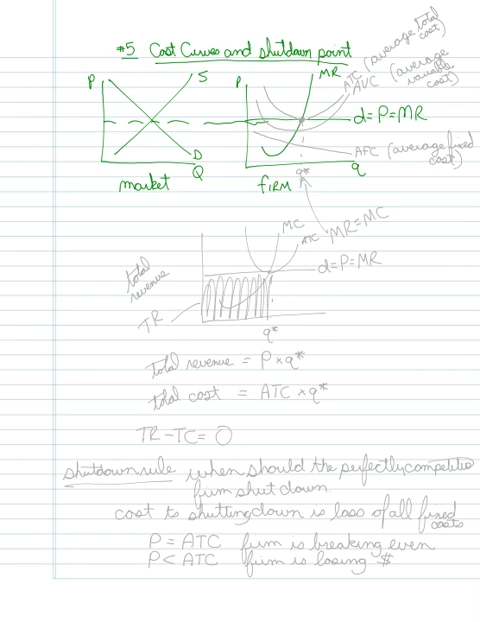 #5 Cost Curves and shutdown point
ATC (average total cost)
AVC (average variable cost)
MR
P
S
P
d=P=MR
AFC (average fixed cost)
D
Q
q*
q
market
FIRM
MR=MC
MC
ATC
d=P=MR
total revenue
TR
q*
total revenue = P x q*
total cost = ATC x q*
TR - TC = 0
shutdown rule when should the perfectly competitive
firm shut down.
cost to shutting down is loss of all fixed
costs
P = ATC firm is breaking even
P < ATC firm is losing $